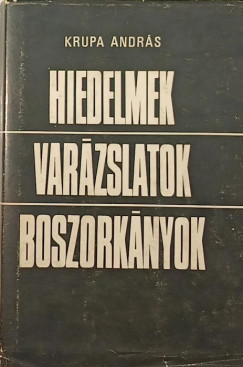 KRUPA ANDRÁS
HIEDELMEK
VARÁZSLATOK
BOSZORKÁNYOK